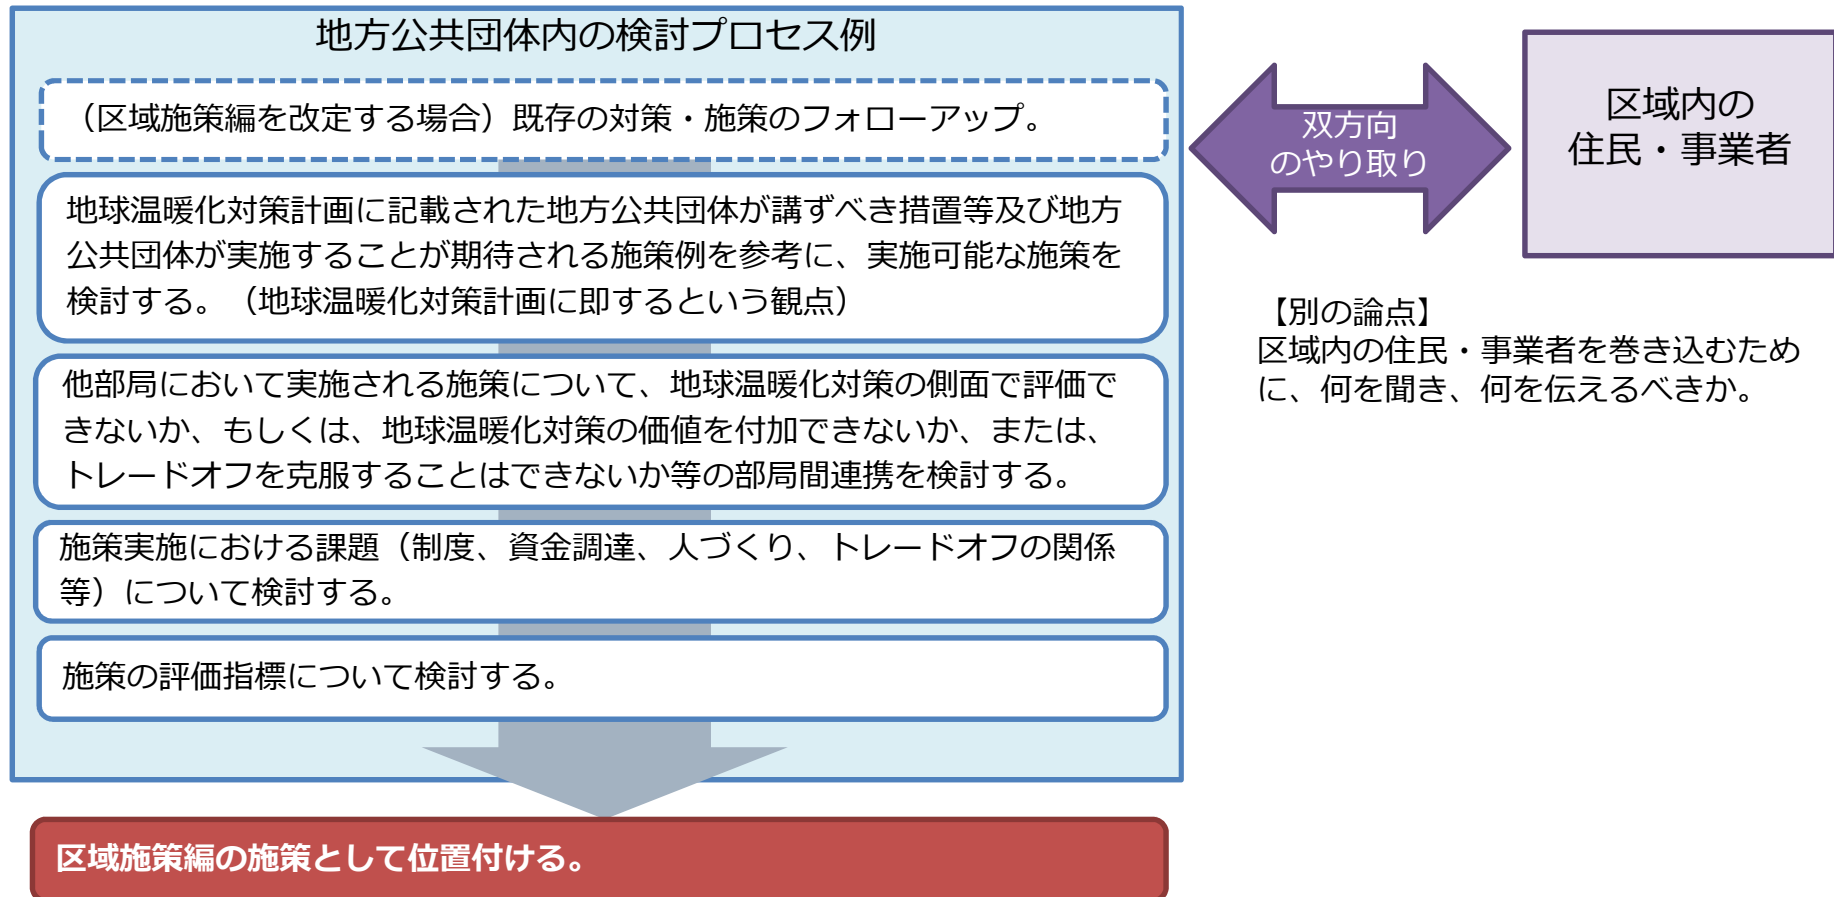 地方公共団体内の検討プロセス例
（区域施策編を改定する場合）既存の対策・施策のフォローアップ。
地球温暖化対策計画に記載された地方公共団体が講ずべき措置等及び地方
公共団体が実施することが期待される施策例を参考に、実施可能な施策を
検討する。（地球温暖化対策計画に即するという観点）
他部局において実施される施策について、地球温暖化対策の側面で評価で
きないか、もしくは、地球温暖化対策の価値を付加できないか、または、
トレードオフを克服することはできないか等の部局間連携を検討する。
施策実施における課題（制度、資金調達、人づくり、トレードオフの関係
等）について検討する。
施策の評価指標について検討する。
区域施策編の施策として位置付ける。
双方向
のやり取り
区域内の
住民・事業者
【別の論点】
区域内の住民・事業者を巻き込むため
に、何を聞き、何を伝えるべきか。